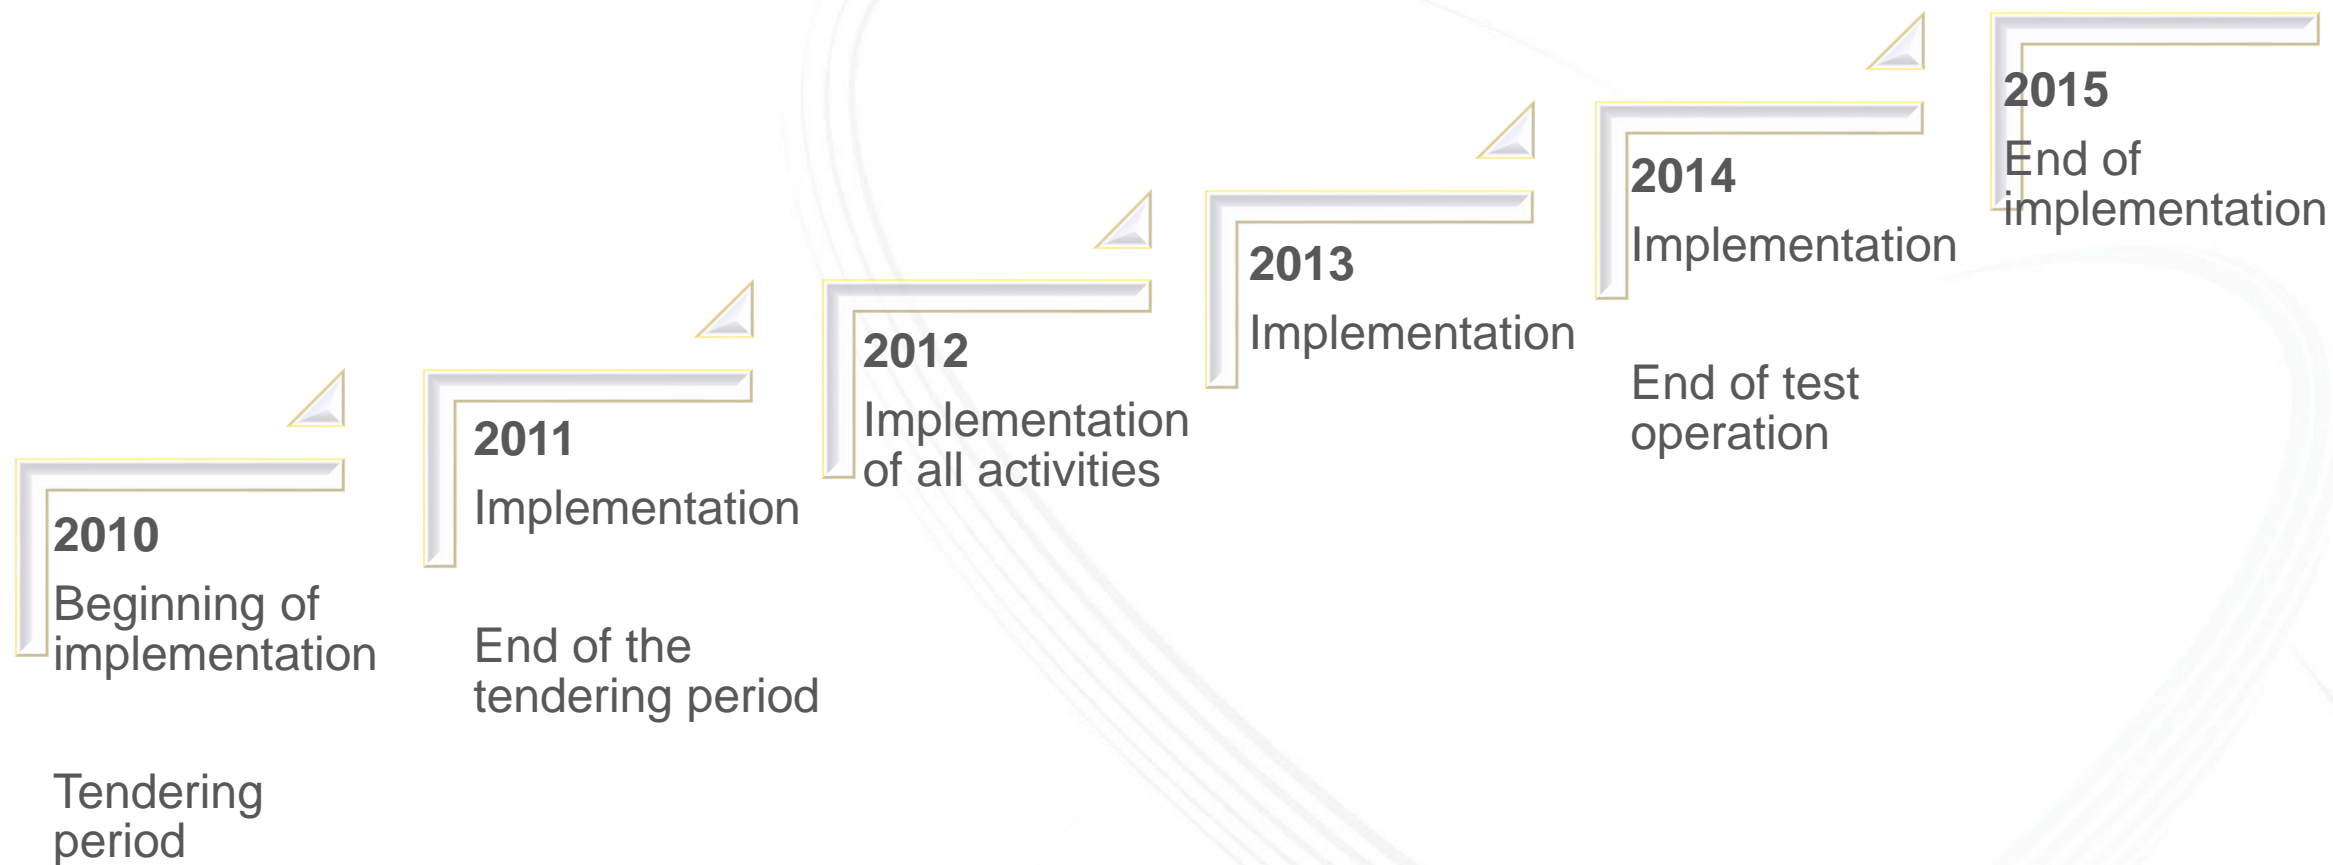 2010
Beginning of
implementation
Tendering
period
2011
Implementation
End of the
tendering period
2012
Implementation
of all activities
2013
Implementation
2014
Implementation
End of test
operation
2015
End of
implementation